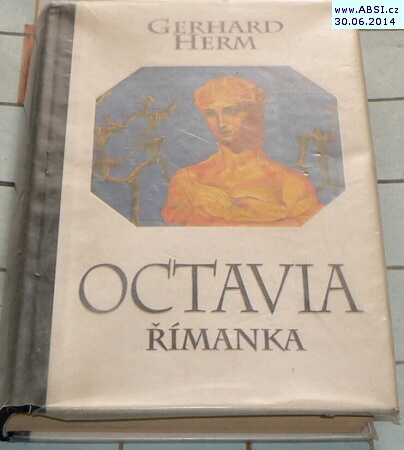 www.ABSI.cz
30.06.2014
GERHARD
HERM
OCTAVIA
ŘÍMANKA